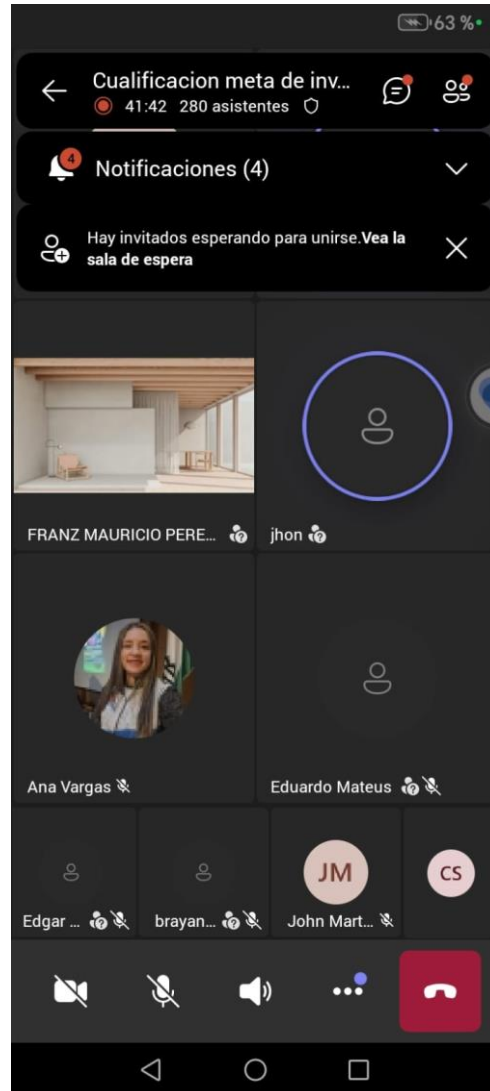 63 %
Cualificacion meta de inv...
41:42 280 asistentes
4
Notificaciones (4)
Hay invitados esperando para unirse.Vea la
sala de espera
FRANZ MAURICIO PERE... jhon
Ana Vargas Eduardo Mateus
JM CS
Edgar ... brayan... John Mart...